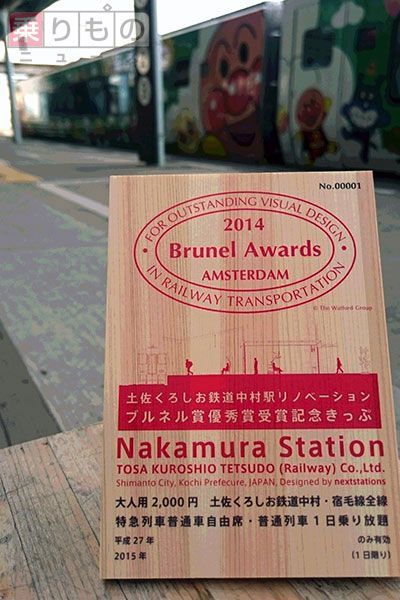 乗りもの
ニュース
No.00001
FOR OUTSTANDING VISUAL DESIGN
2014
Brunel Awards
AMSTERDAM
IN RAILWAY TRANSPORTATION
© The Watford Group
土佐くろしお鉄道中村駅リノベーション
ブルネル賞優秀賞受賞記念きっぷ
Nakamura Station
TOSA KUROSHIO TETSUDO (Railway) Co.,Ltd.
Shimanto City, Kochi Prefecure, JAPAN, Designed by nextstations
大人用2,000円 土佐くろしお鉄道中村・宿毛線全線
特急列車普通車自由席・普通列車1日乗り放題
平成27年 のみ有効
2015年 (1日限り)